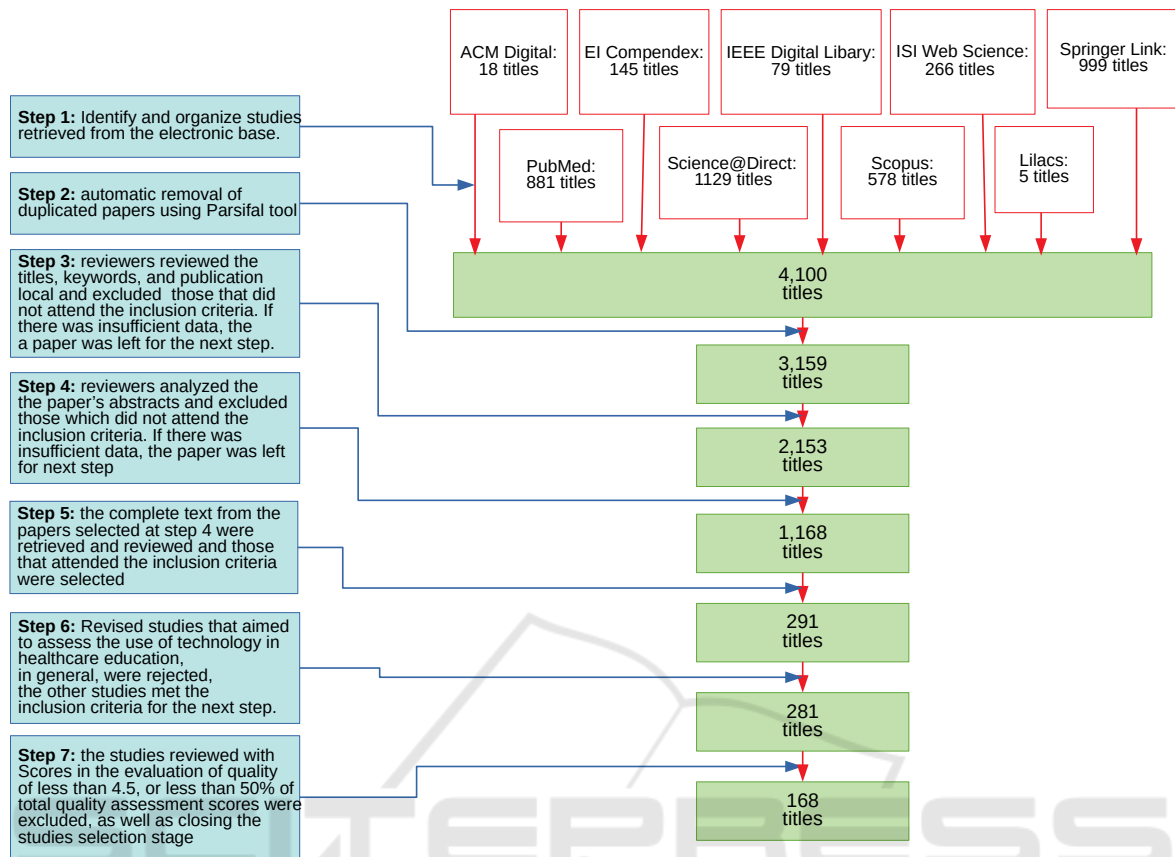 ACM Digital:
18 titles
EI Compendex:
145 titles
IEEE Digital Libary:
79 titles
ISI Web Science:
266 titles
Springer Link:
999 titles
PubMed:
881 titles
Science@Direct:
1129 titles
Scopus:
578 titles
Lilacs:
5 titles
Step 1: Identify and organize studies
retrieved from the electronic base.
Step 2: automatic removal of
duplicated papers using Parsifal tool
Step 3: reviewers reviewed the
titles, keywords, and publication
local and excluded those that did
not attend the inclusion criteria. If
there was insufficient data, the
a paper was left for the next step.
Step 4: reviewers analyzed the
the paper's abstracts and excluded
those which did not attend the
inclusion criteria. If there was
insufficient data, the paper was left
for next step
Step 5: the complete text from the
papers selected at step 4 were
retrieved and reviewed and those
that attended the inclusion criteria
were selected
Step 6: Revised studies that aimed
to assess the use of technology in
healthcare education,
in general, were rejected,
the other studies met the
inclusion criteria for the next step.
Step 7: the studies reviewed with
Scores in the evaluation of quality
of less than 4.5, or less than 50% of
total quality assessment scores were
excluded, as well as closing the
studies selection stage
4,100
titles
3,159
titles
2,153
titles
1,168
titles
291
titles
281
titles
168
titles
SCITEPRESS